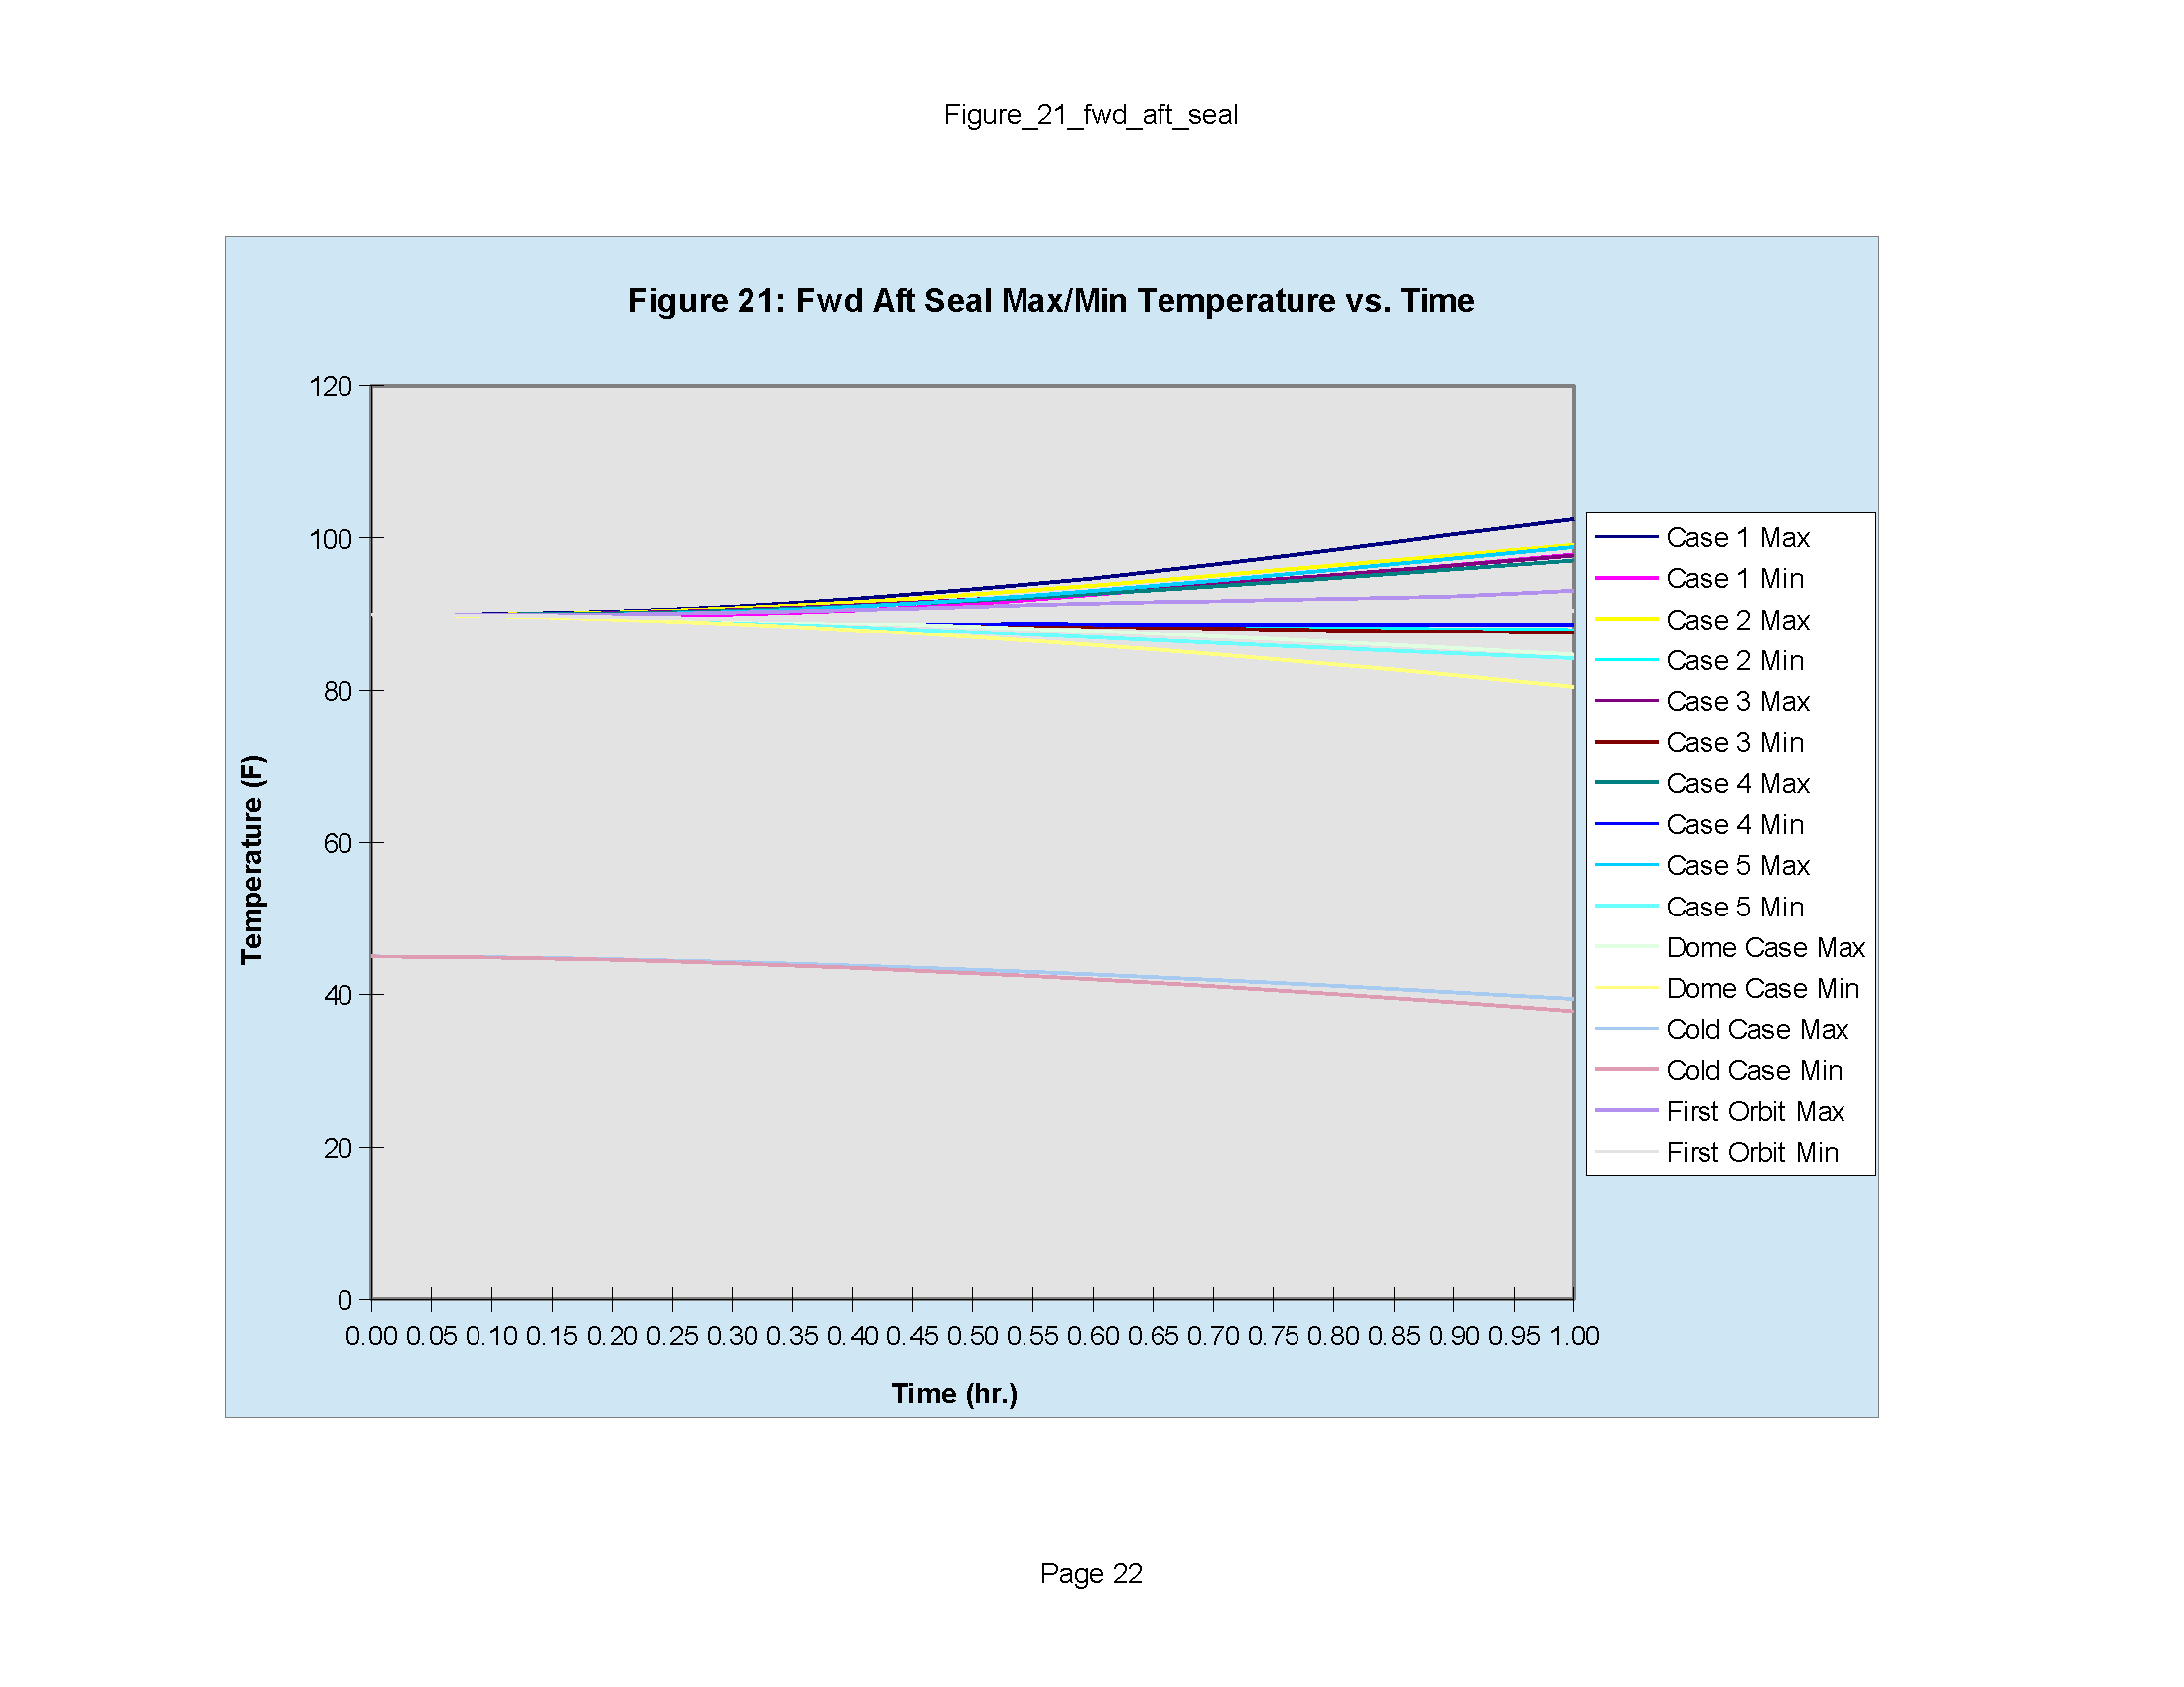 Figure_21_fwd_aft_seal
Figure 21: Fwd Aft Seal Max/Min Temperature vs. Time
120
100
80
60
40
20
0
Temperature (F)
0.00 0.05 0.10 0.15 0.20 0.25 0.30 0.35 0.40 0.45 0.50 0.55 0.60 0.65 0.70 0.75 0.80 0.85 0.90 0.95 1.00
Time (hr.)
Case 1 Max
Case 1 Min
Case 2 Max
Case 2 Min
Case 3 Max
Case 3 Min
Case 4 Max
Case 4 Min
Case 5 Max
Case 5 Min
Dome Case Max
Dome Case Min
Cold Case Max
Cold Case Min
First Orbit Max
First Orbit Min
Page 22